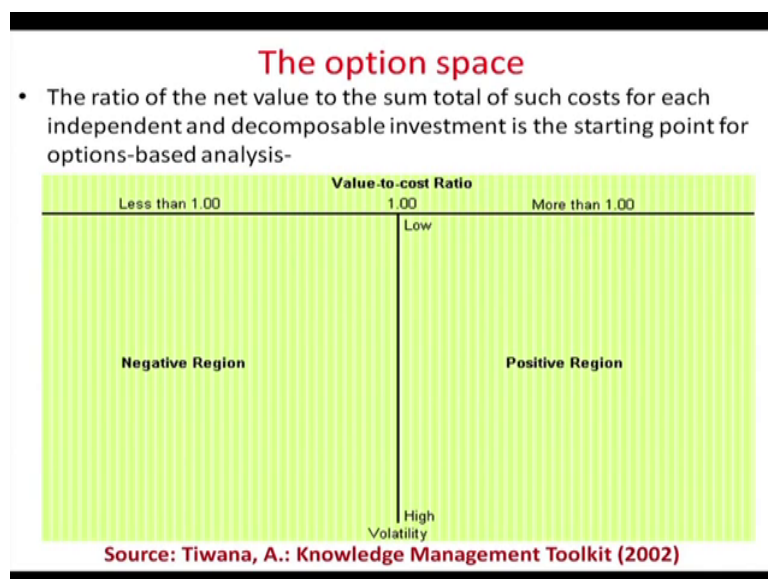 The option space
• The ratio of the net value to the sum total of such costs for each
independent and decomposable investment is the starting point for
options-based analysis-
Value-to-cost Ratio
Less than 1.00 1.00 More than 1.00
Low
Negative Region Positive Region
High
Volatility
Source: Tiwana, A.: Knowledge Management Toolkit (2002)